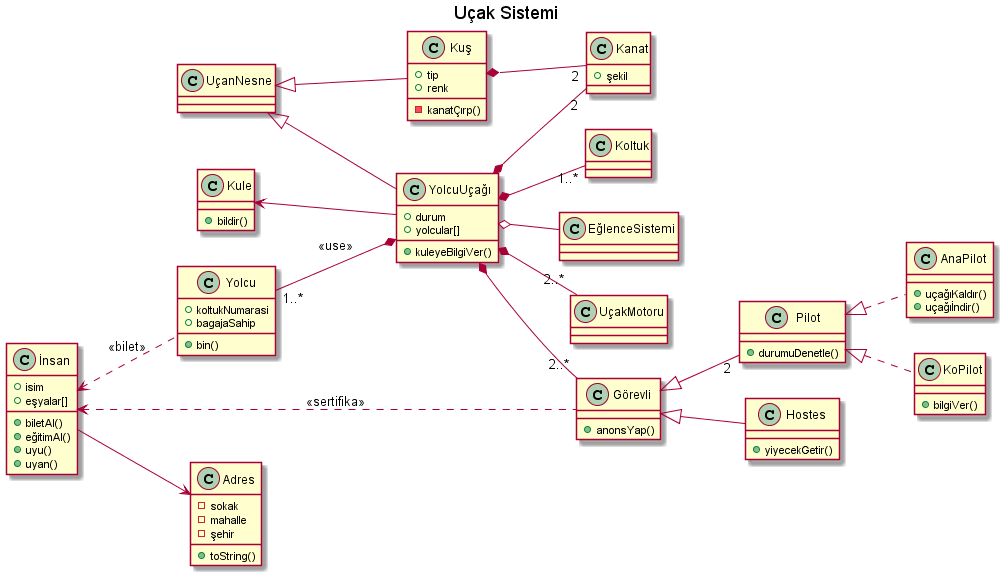 Uçak Sistemi
C UçanNesne
C Kuş
tip
renk
kanatÇırp()
C Kanat
şekil
2
2
C Kule
bildir()
C YolcuUçağı
durum
yolcular[]
kuleyeBilgiVer()
C Koltuk
1..*
C EğlenceSistemi
C UçakMotoru
2..*
«use»
1..*
C Yolcu
koltukNumarasi
bagajaSahip
bin()
«bilet»
C İnsan
isim
eşyalar[]
biletAl()
eğitimAl()
uyu()
uyan()
«sertifika»
2..*
C Görevli
anonsYap()
C Pilot
durumuDenetle()
2
C AnaPilot
uçağıKaldır()
uçağıİndir()
C KoPilot
bilgiVer()
C Hostes
yiyecekGetir()
C Adres
sokak
mahalle
şehir
toString()